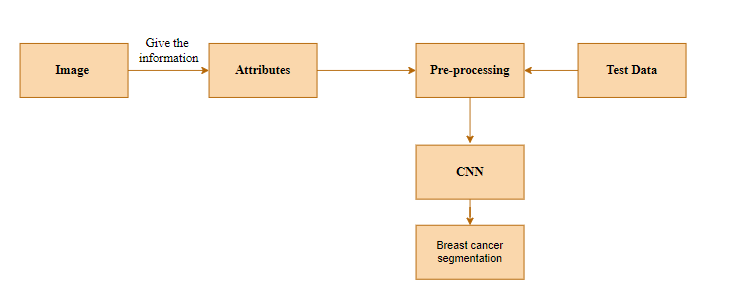 Give the
information
Image
Attributes
Pre-processing
Test Data
CNN
Breast cancer
segmentation